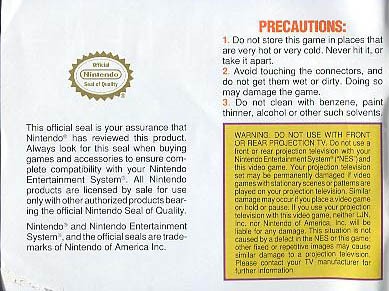 Official
Nintendo
Seal of Quality
This official seal is your assurance that
Nintendo® has reviewed this product.
Always look for this seal when buying
games and accessories to ensure com-
plete compatibility with your Nintendo
Entertainment System®. All Nintendo
products are licensed by sale for use
only with other authorized products bear-
ing the official Nintendo Seal of Quality.
Nintendo® and Nintendo Entertainment
System®, and the official seals are trade-
marks of Nintendo of America Inc.
PRECAUTIONS:
1. Do not store this game in places that
are very hot or very cold. Never hit it, or
take it apart.
2. Avoid touching the connectors, and
do not get them wet or dirty. Doing so
may damage the game.
3. Do not clean with benzene, paint
thinner, alcohol or other such solvents.
WARNING: DO NOT USE WITH FRONT
OR REAR PROJECTION TV. Do not use a
front or rear projection television with your
Nintendo Entertainment System® ("NES") and
this video game. Your projection television
set may be permanently damaged if video
games with stationary scenes or patterns are
played on your projection television. Similar
damage may occur if you place a video game
on hold or pause. If you use your projection
television with this video game, neither LJN,
Inc. nor Nintendo of America, Inc. will be
liable for any damage. This situation is not
caused by a defect in the NES or this game;
other fixed or repetitive images may cause
similar damage to a projection television.
Please contact your TV manufacturer for
further information.